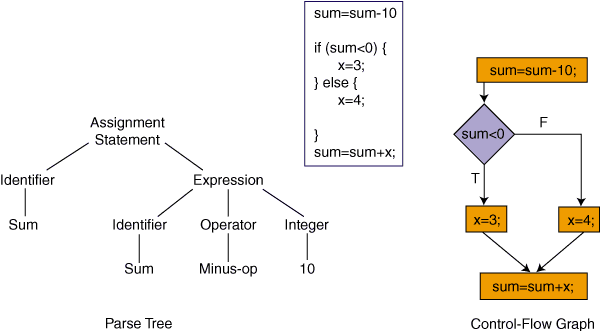 sum=sum-10
if (sum<0) {
x=3;
} else {
x=4;
}
sum=sum+x;
Assignment
Statement
Identifier
Expression
Sum
Identifier
Operator
Integer
Sum
Minus-op
10
Parse Tree
sum=sum-10;
sum<0
F
T
x=3;
x=4;
sum=sum+x;
Control-Flow Graph